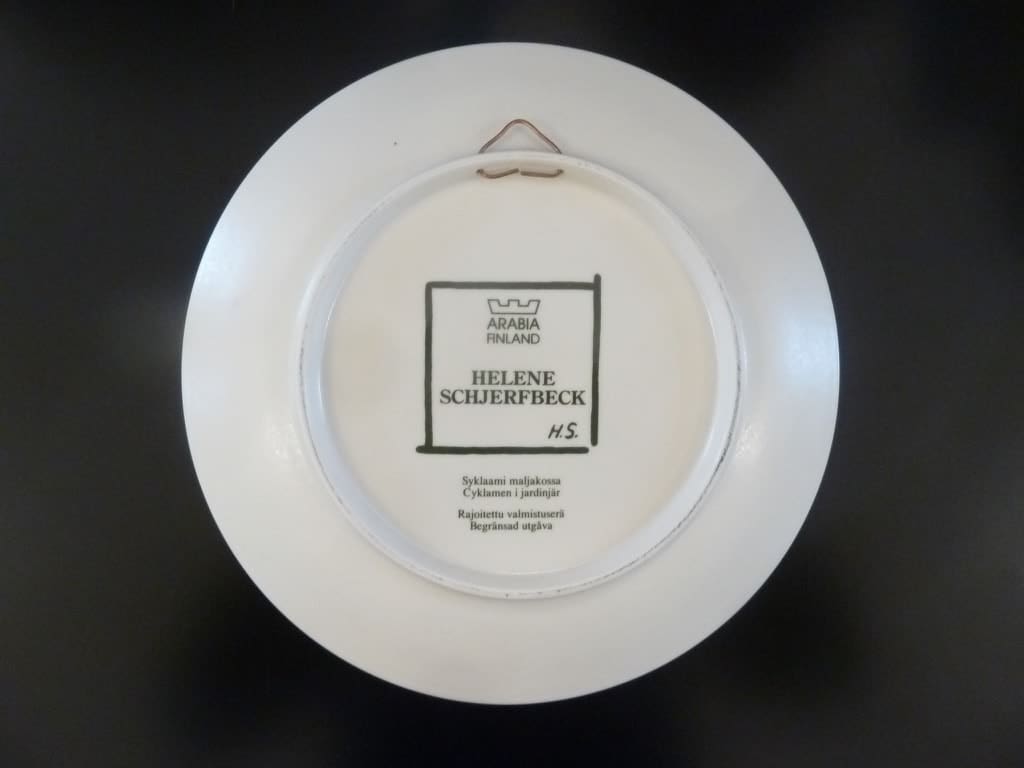 ARABIA
FINLAND
HELENE
SCHJERFBECK
H.S.
Syklaami maljakossa
Cyklamen i jardinjär
Rajoitettu valmistuserä
Begränsad utgåva